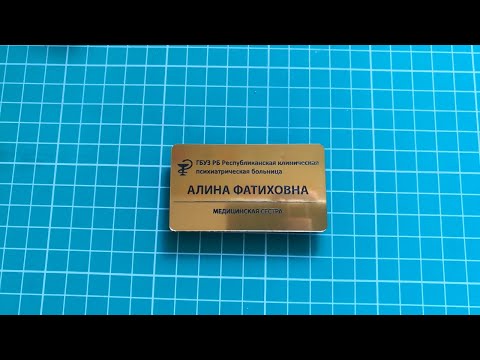 ГБУЗ РБ Республиканская клиническая
психиатрическая больница
АЛИНА ФАТИХОВНА
МЕДИЦИНСКАЯ СЕСТРА